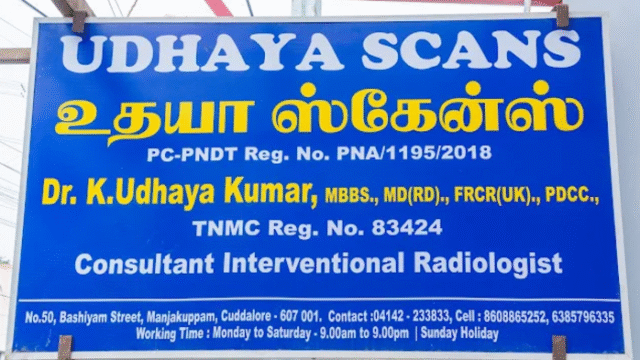 UDHAYA SCANS
உதயா ஸ்கேன்ஸ்
PC-PNDT Reg. No. PNA/1195/2018
Dr. K.Udhaya Kumar, MBBS., MD(RD)., FRCR(UK)., PDCC.,
TNMC Reg. No. 83424
Consultant Interventional Radiologist
No.50, Bashiyam Street, Manjakuppam, Cuddalore - 607 001. Contact :04142 - 233833, Cell : 8608865252, 6385796335
Working Time : Monday to Saturday - 9.00am to 9.00pm | Sunday Holiday